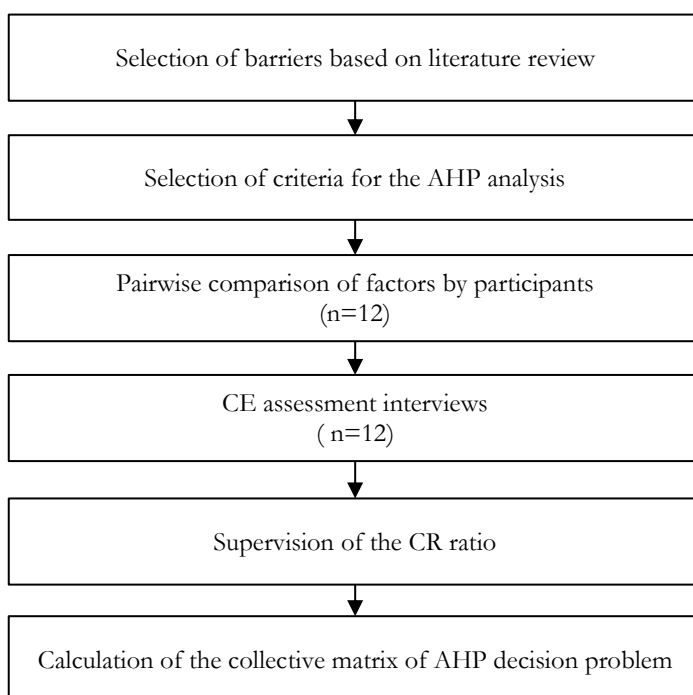 Selection of barriers based on literature review
Selection of criteria for the AHP analysis
Pairwise comparison of factors by participants
(n=12)
CE assessment interviews
( n=12)
Supervision of the CR ratio
Calculation of the collective matrix of AHP decision problem